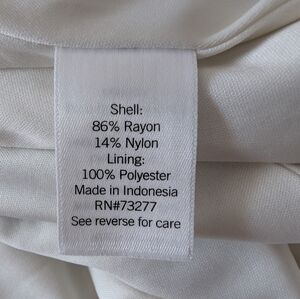 Shell:
86% Rayon
14% Nylon
Lining:
100% Polyester
Made in Indonesia
RN#73277
See reverse for care